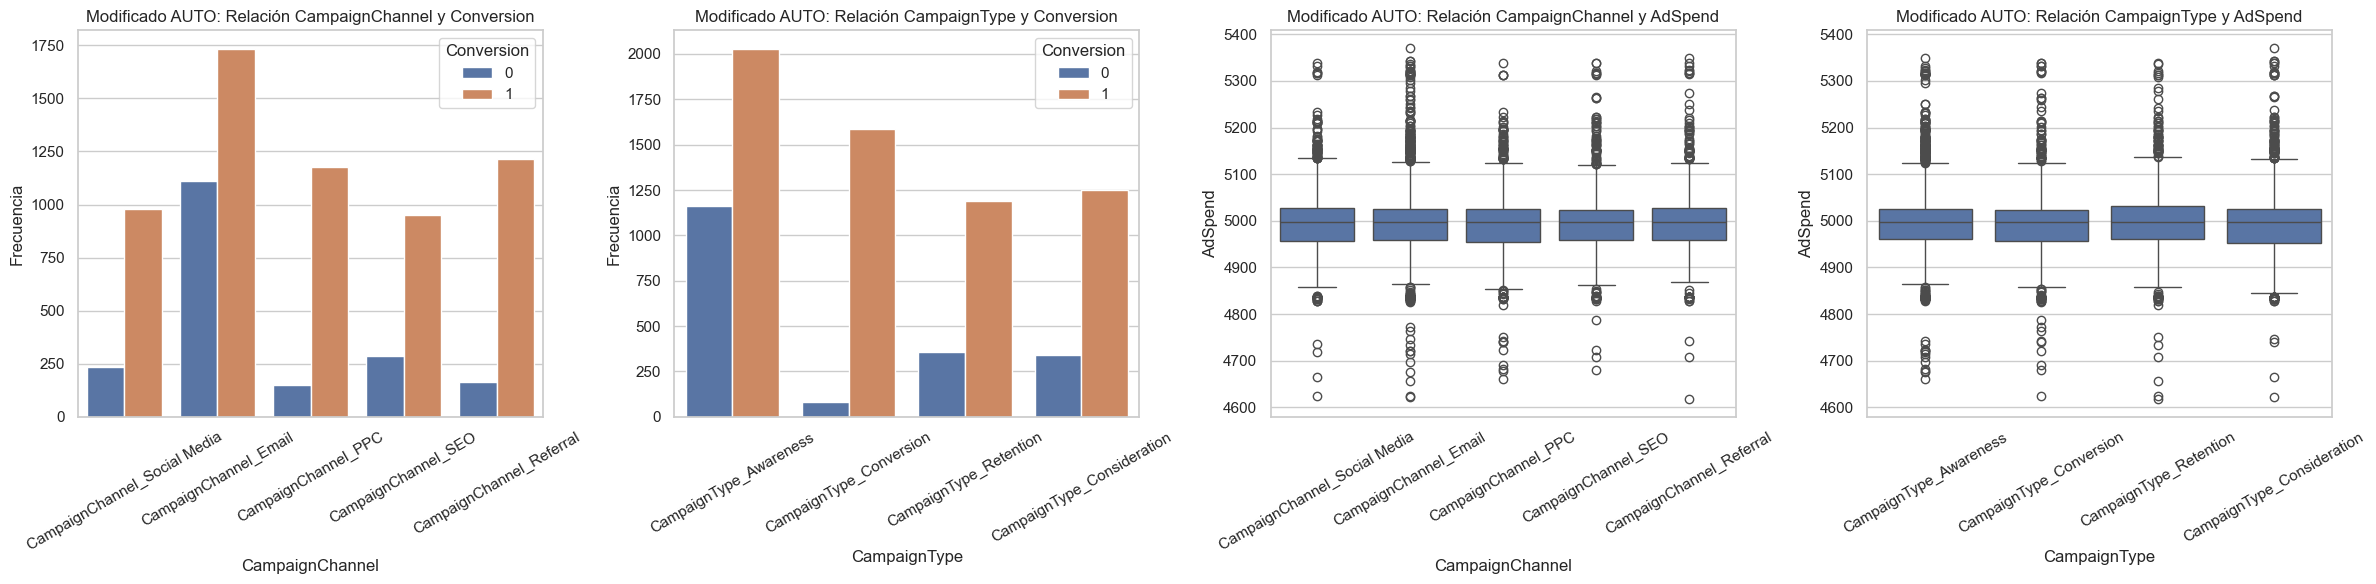 Modificado AUTO: Relación CampaignChannel y Conversion
Frecuencia
1750
1500
1250
1000
750
500
250
0
Conversion
0
1
CampaignChannel_Social Media
CampaignChannel_Email
CampaignChannel_PPC
CampaignChannel_SEO
CampaignChannel_Referral
CampaignChannel
Modificado AUTO: Relación CampaignType y Conversion
Frecuencia
2000
1750
1500
1250
1000
750
500
250
0
Conversion
0
1
CampaignType_Awareness
CampaignType_Conversion
CampaignType_Retention
CampaignType_Consideration
CampaignType
Modificado AUTO: Relación CampaignChannel y AdSpend
AdSpend
5400
5300
5200
5100
5000
4900
4800
4700
4600
CampaignChannel_Social Media
CampaignChannel_Email
CampaignChannel_PPC
CampaignChannel_SEO
CampaignChannel_Referral
CampaignChannel
Modificado AUTO: Relación CampaignType y AdSpend
AdSpend
5400
5300
5200
5100
5000
4900
4800
4700
4600
CampaignType_Awareness
CampaignType_Conversion
CampaignType_Retention
CampaignType_Consideration
CampaignType